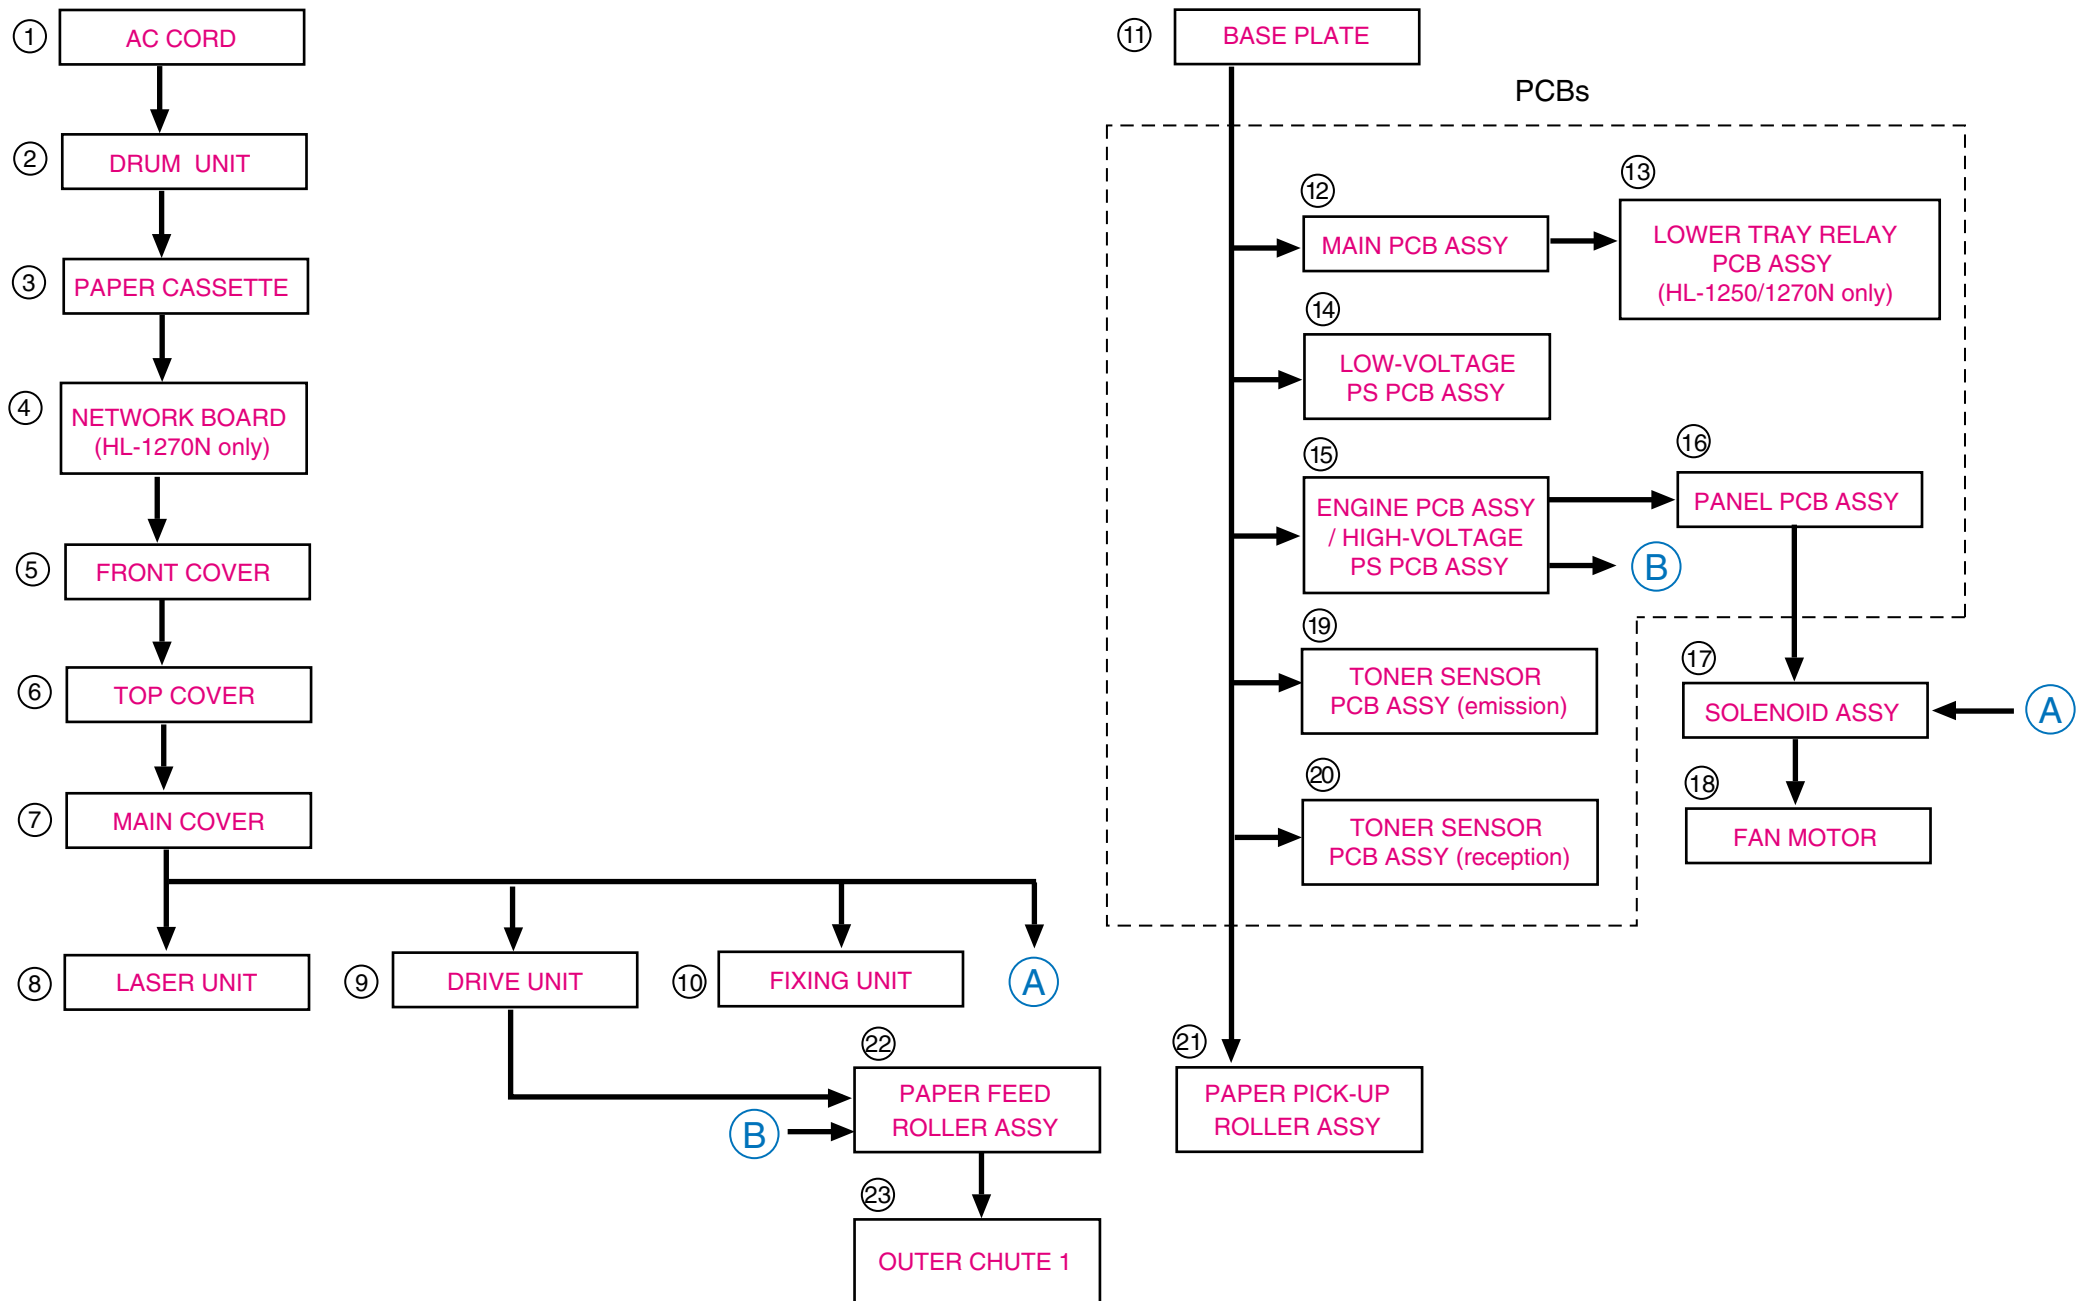 ① AC CORD
② DRUM UNIT
③ PAPER CASSETTE
④ NETWORK BOARD
(HL-1270N only)
⑤ FRONT COVER
⑥ TOP COVER
⑦ MAIN COVER
⑧ LASER UNIT
⑨ DRIVE UNIT
⑩ FIXING UNIT
A
㉒
PAPER FEED
ROLLER ASSY
B
㉓
OUTER CHUTE 1
⑪ BASE PLATE
PCBs
⑫
MAIN PCB ASSY
⑬
LOWER TRAY RELAY
PCB ASSY
(HL-1250/1270N only)
⑭
LOW-VOLTAGE
PS PCB ASSY
⑮
ENGINE PCB ASSY
/ HIGH-VOLTAGE
PS PCB ASSY
⑯
PANEL PCB ASSY
B
⑰
SOLENOID ASSY
A
⑱
FAN MOTOR
⑲
TONER SENSOR
PCB ASSY (emission)
⑳
TONER SENSOR
PCB ASSY (reception)
㉑
PAPER PICK-UP
ROLLER ASSY